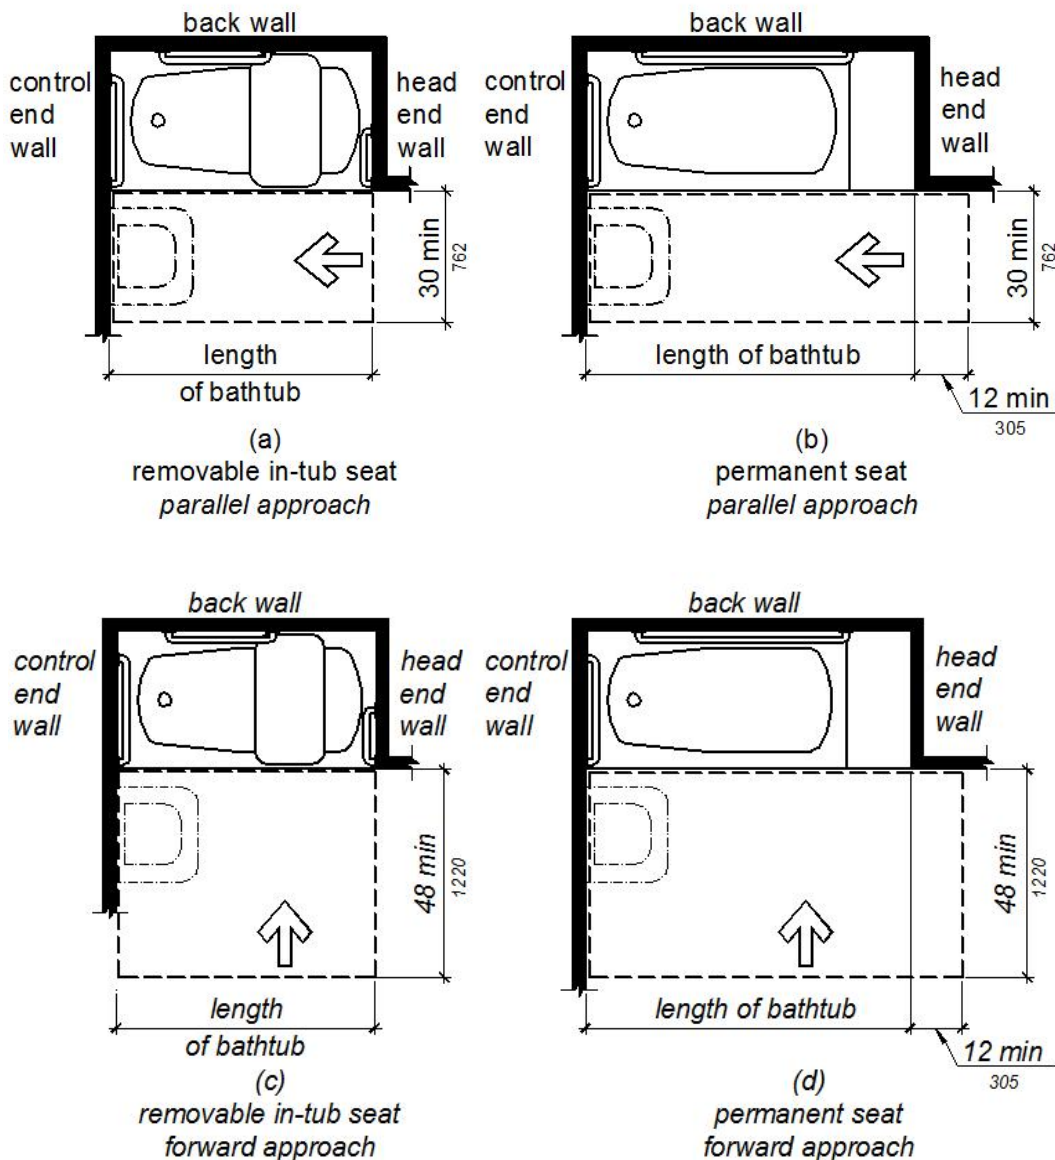 back wall
control
end
wall
head
end
wall
30 min
762
length
of bathtub
(a)
removable in-tub seat
parallel approach
back wall
control
end
wall
head
end
wall
30 min
762
length of bathtub
12 min
305
(b)
permanent seat
parallel approach
back wall
control
end
wall
head
end
wall
48 min
1220
length
of bathtub
(c)
removable in-tub seat
forward approach
back wall
control
end
wall
head
end
wall
48 min
1220
length of bathtub
12 min
305
(d)
permanent seat
forward approach